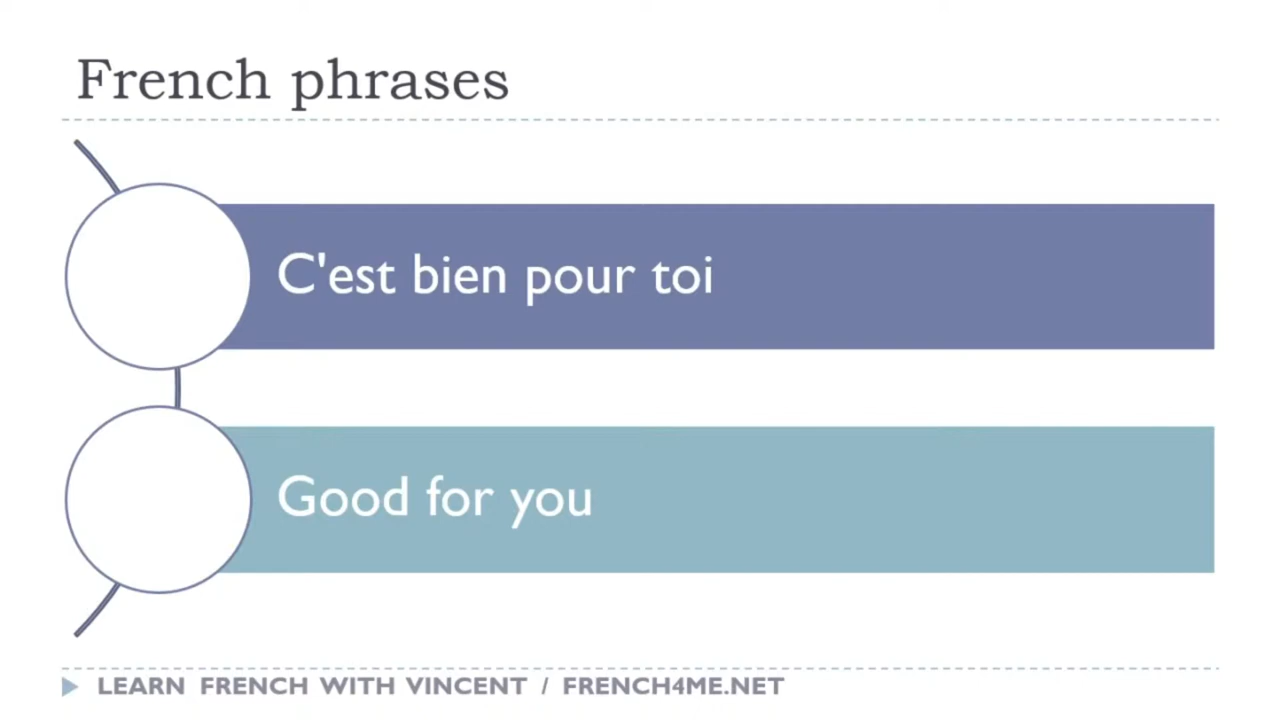 French phrases
C'est bien pour toi
Good for you
LEARN FRENCH WITH VINCENT / FRENCH4ME.NET